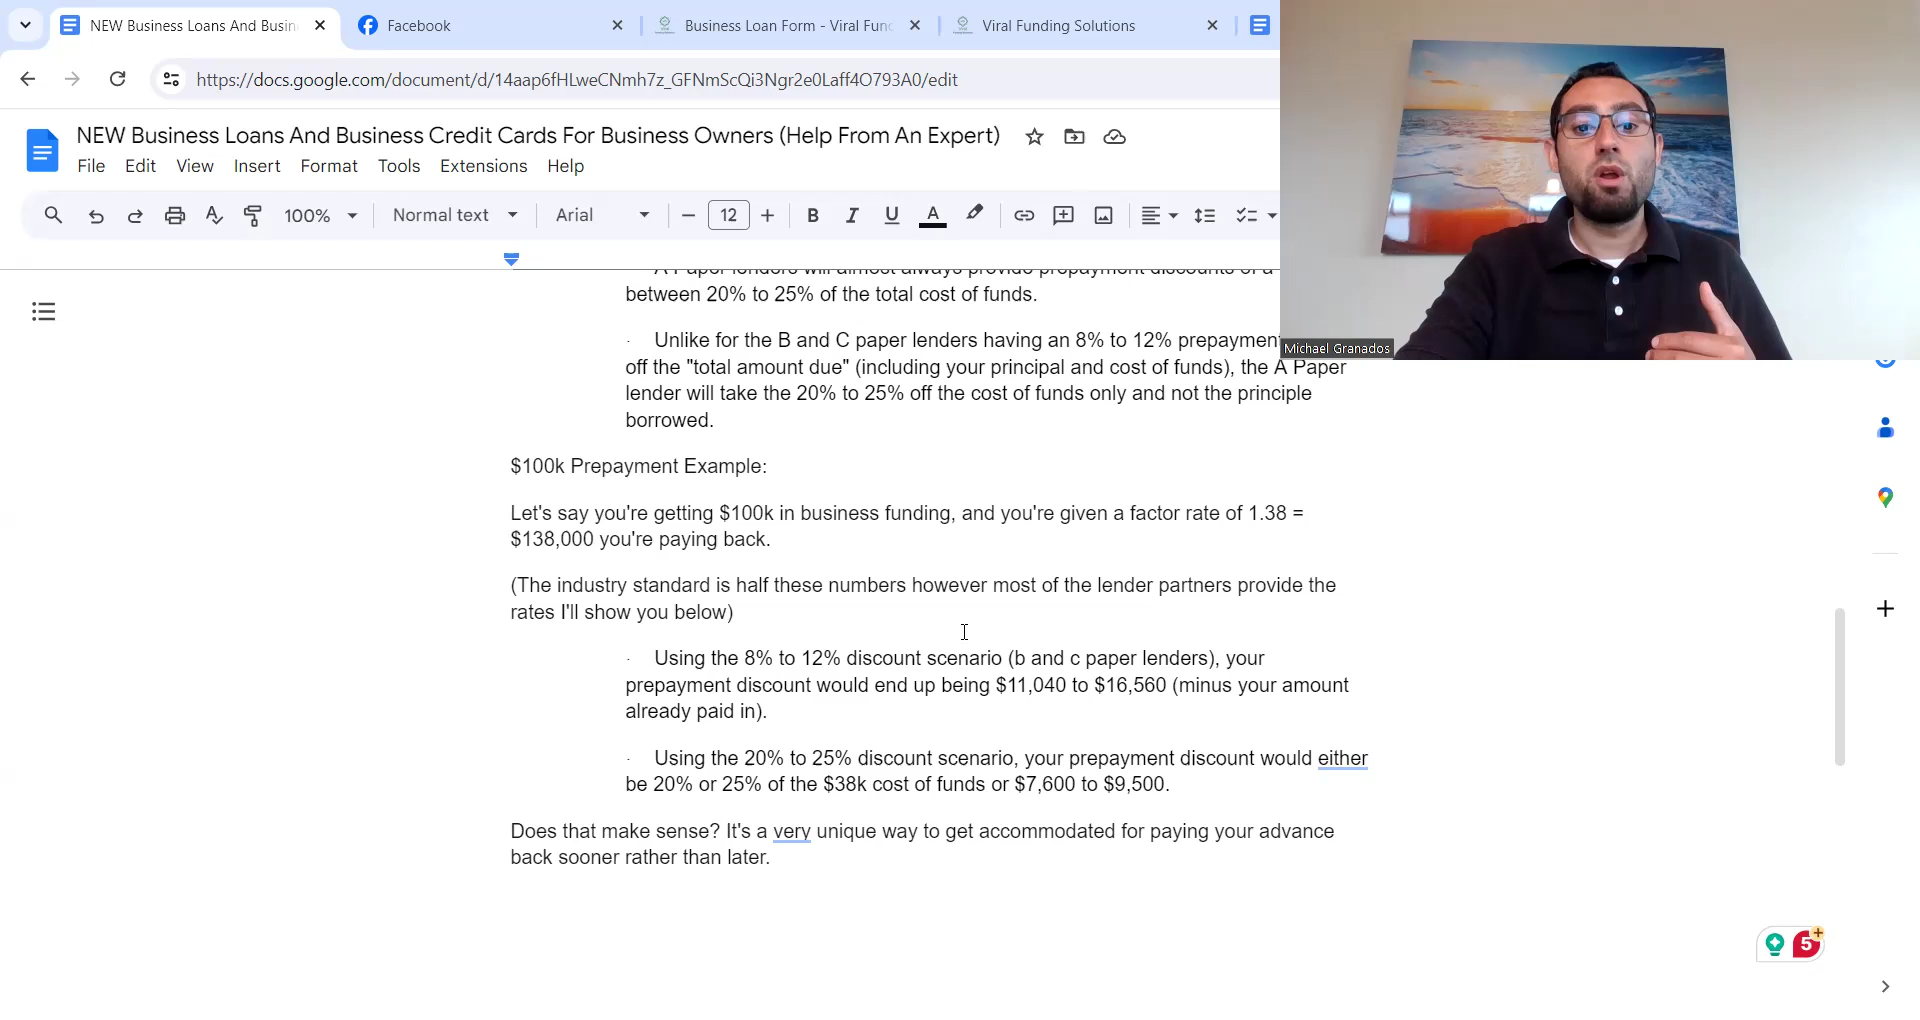 NEW Business Loans And Busin
Facebook
Business Loan Form - Viral Fund
Viral Funding Solutions
https://docs.google.com/document/d/14aap6fHLweCNmh7z_GFNmScQi3Ngr2e0Laff4O793A0/edit
NEW Business Loans And Business Credit Cards For Business Owners (Help From An Expert)
File Edit View Insert Format Tools Extensions Help
100% Normal text Arial 12 B I U A
A Paper lenders will almost always provide prepayment discounts of a
between 20% to 25% of the total cost of funds.
· Unlike for the B and C paper lenders having an 8% to 12% prepayment
off the "total amount due" (including your principal and cost of funds), the A Paper
lender will take the 20% to 25% off the cost of funds only and not the principle
borrowed.
$100k Prepayment Example:
Let's say you're getting $100k in business funding, and you're given a factor rate of 1.38 =
$138,000 you're paying back.
(The industry standard is half these numbers however most of the lender partners provide the
rates I'll show you below)
· Using the 8% to 12% discount scenario (b and c paper lenders), your
prepayment discount would end up being $11,040 to $16,560 (minus your amount
already paid in).
· Using the 20% to 25% discount scenario, your prepayment discount would either
be 20% or 25% of the $38k cost of funds or $7,600 to $9,500.
Does that make sense? It's a very unique way to get accommodated for paying your advance
back sooner rather than later.
Michael Granados
5